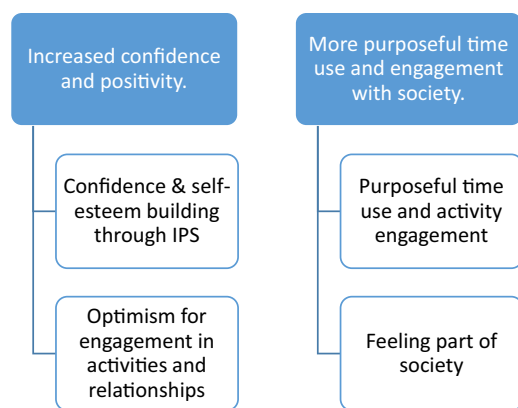 Increased confidence
and positivity.
Confidence & self-
esteem building
through IPS
Optimism for
engagement in
activities and
relationships
More purposeful time
use and engagement
with society.
Purposeful time
use and activity
engagement
Feeling part of
society